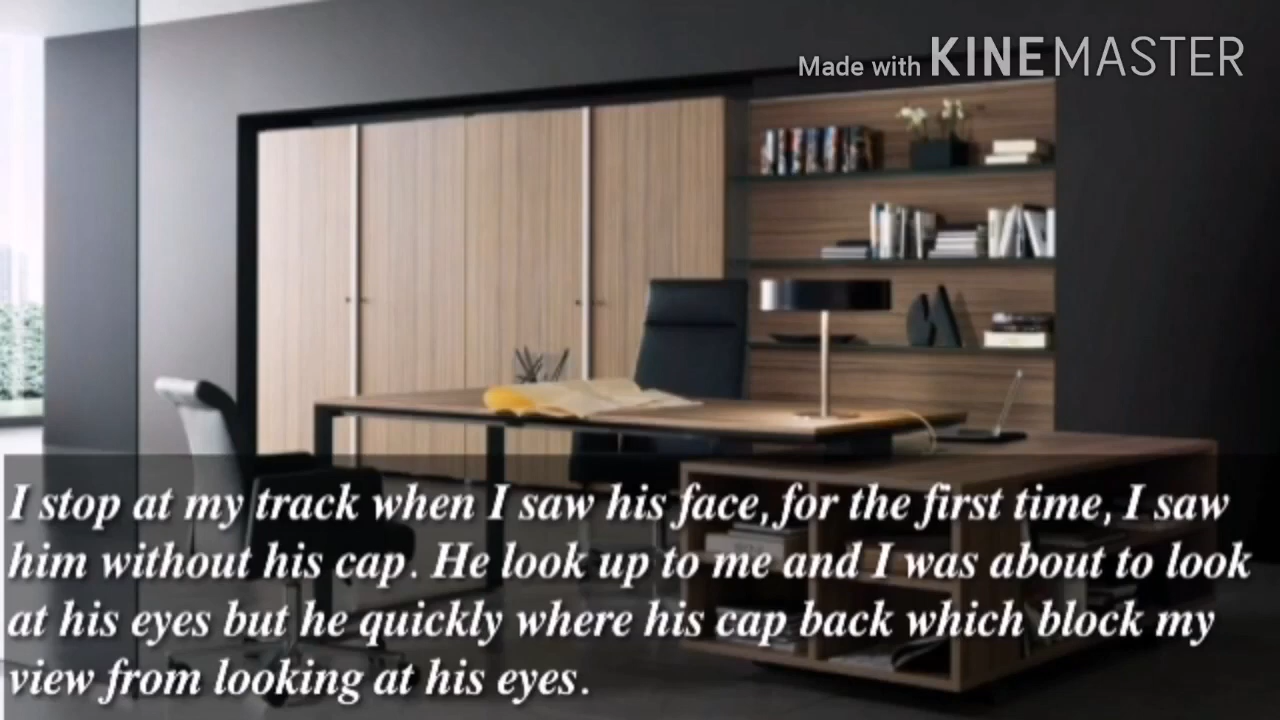 Made with KINEMASTER
I stop at my track when I saw his face, for the first time, I saw
him without his cap. He look up to me and I was about to look
at his eyes but he quickly where his cap back which block my
view from looking at his eyes.